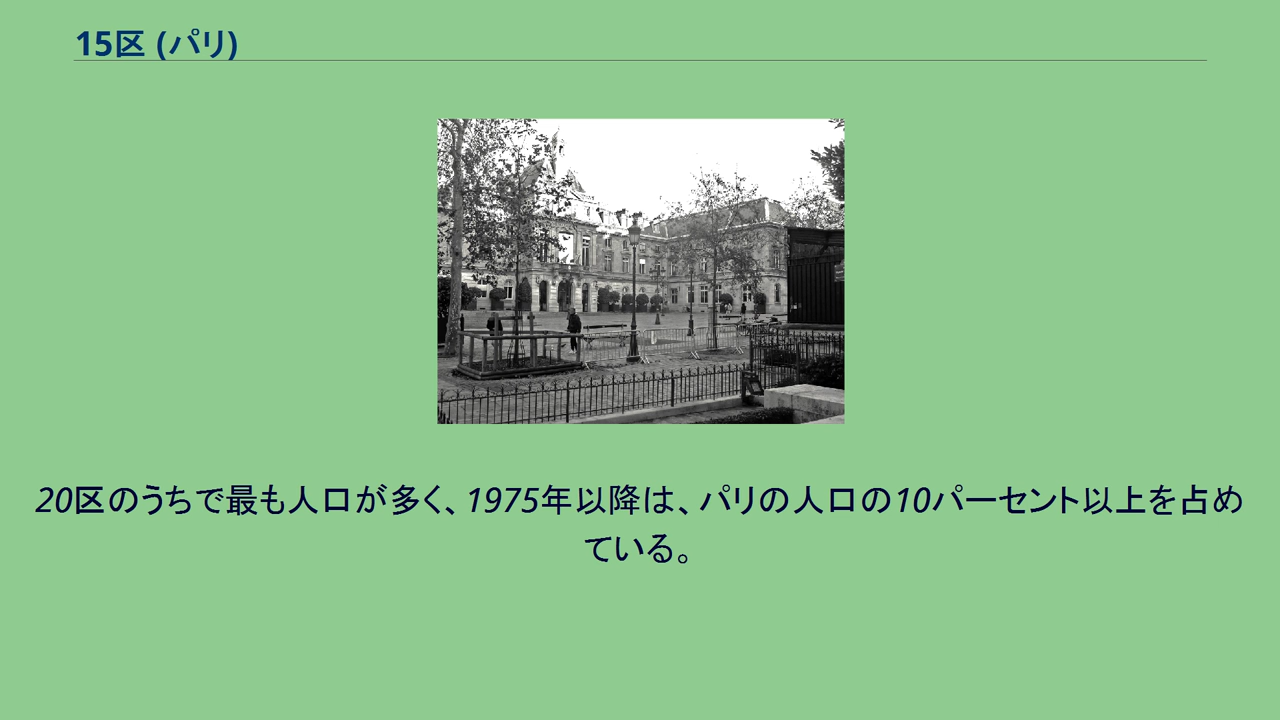 15区 (パリ)
20区のうちで最も人口が多く、1975年以降は、パリの人口の10パーセント以上を占め
ている。